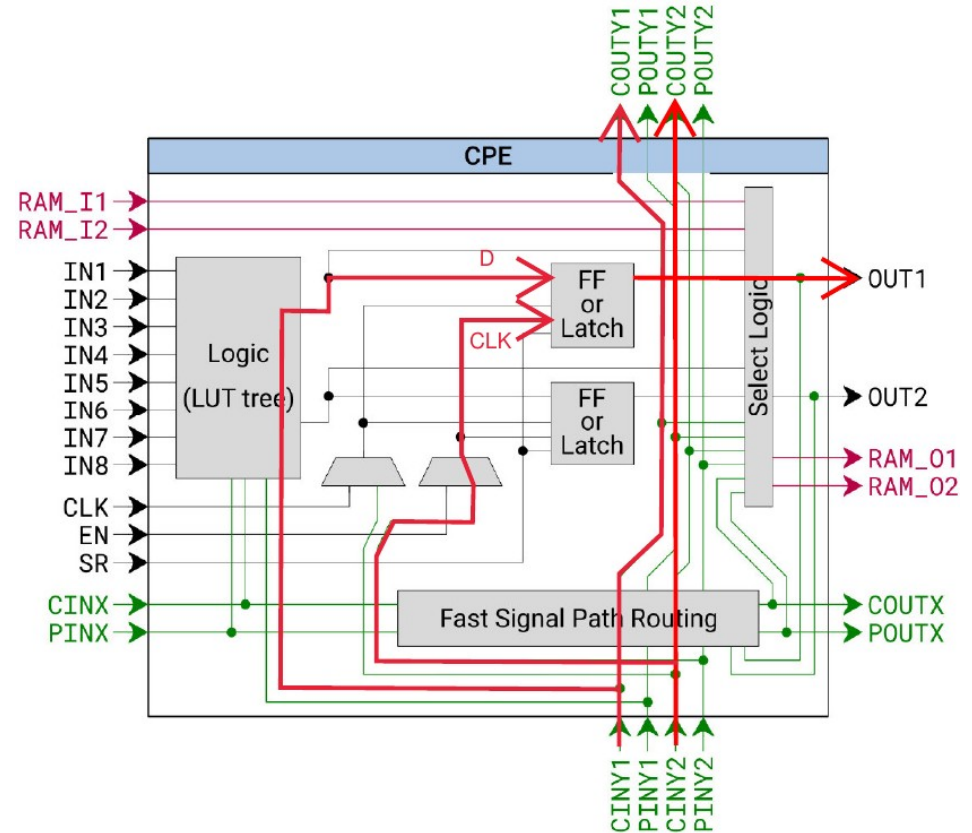 COUTY1
POUTY1
COUTY2
POUTY2
CPE
RAM_I1
RAM_I2
IN1
IN2
IN3
IN4
IN5
IN6
IN7
IN8
CLK
EN
SR
CINX
PINX
Logic
(LUT tree)
D
CLK
FF
or
Latch
FF
or
Latch
Select Logic
Fast Signal Path Routing
OUT1
OUT2
RAM_O1
RAM_O2
COUTX
POUTX
CINY1
PINY1
CINY2
PINY2